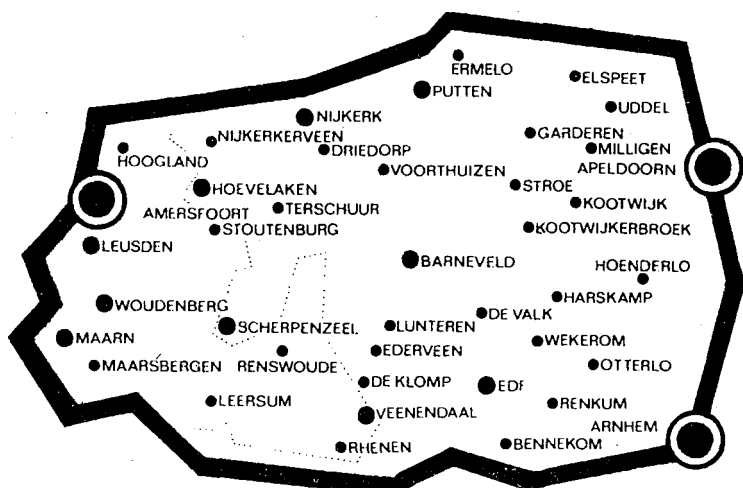 ERMELO
ELSPEET
PUTTEN
UDDEL
NIJKERK
GARDEREN
NIJKERKERVEEN
DRIEDORP
MILLIGEN
HOOGLAND
VOORTHUIZEN
APELDOORN
HOEVELAKEN
STROE
KOOTWIJK
AMERSFOORT
TERSCHUUR
STOUTENBURG
KOOTWIJKERBROEK
LEUSDEN
BARNEVELD
HOENDERLO
WOUDENBERG
HARSKAMP
DE VALK
SCHERPENZEEL
LUNTEREN
MAARN
WEKEROM
EDERVEEN
MAARSBERGEN
RENSWOUDE
OTTERLO
DE KLOMP
EDF
LEERSUM
RENKUM
VEENENDAAL
ARNHEM
RHENEN
BENNEKOM